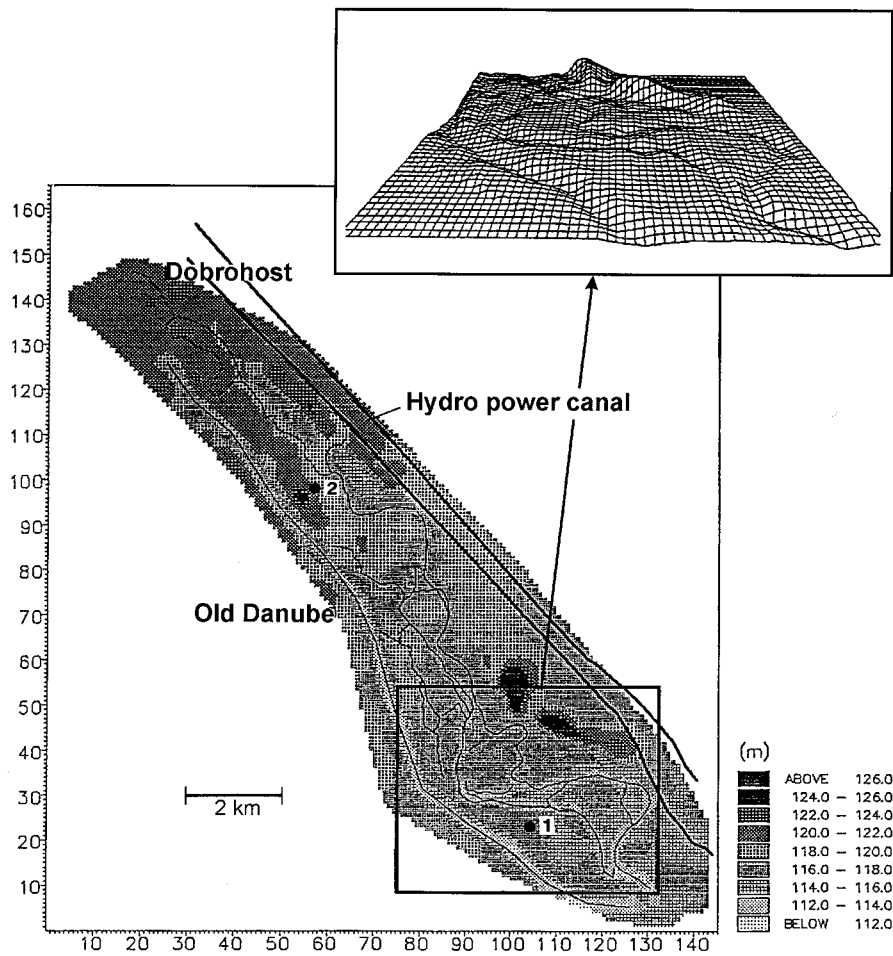 160
150
140
130
120
110
100
90
80
70
60
50
40
30
20
10
Dobrohost
Hydro power canal
2
Old Danube
2 km
1
10 20 30 40 50 60 70 80 90 100 110 120 130 140
(m)
ABOVE 126.0
124.0 – 126.0
122.0 – 124.0
120.0 – 122.0
118.0 – 120.0
116.0 – 118.0
114.0 – 116.0
112.0 – 114.0
BELOW 112.0